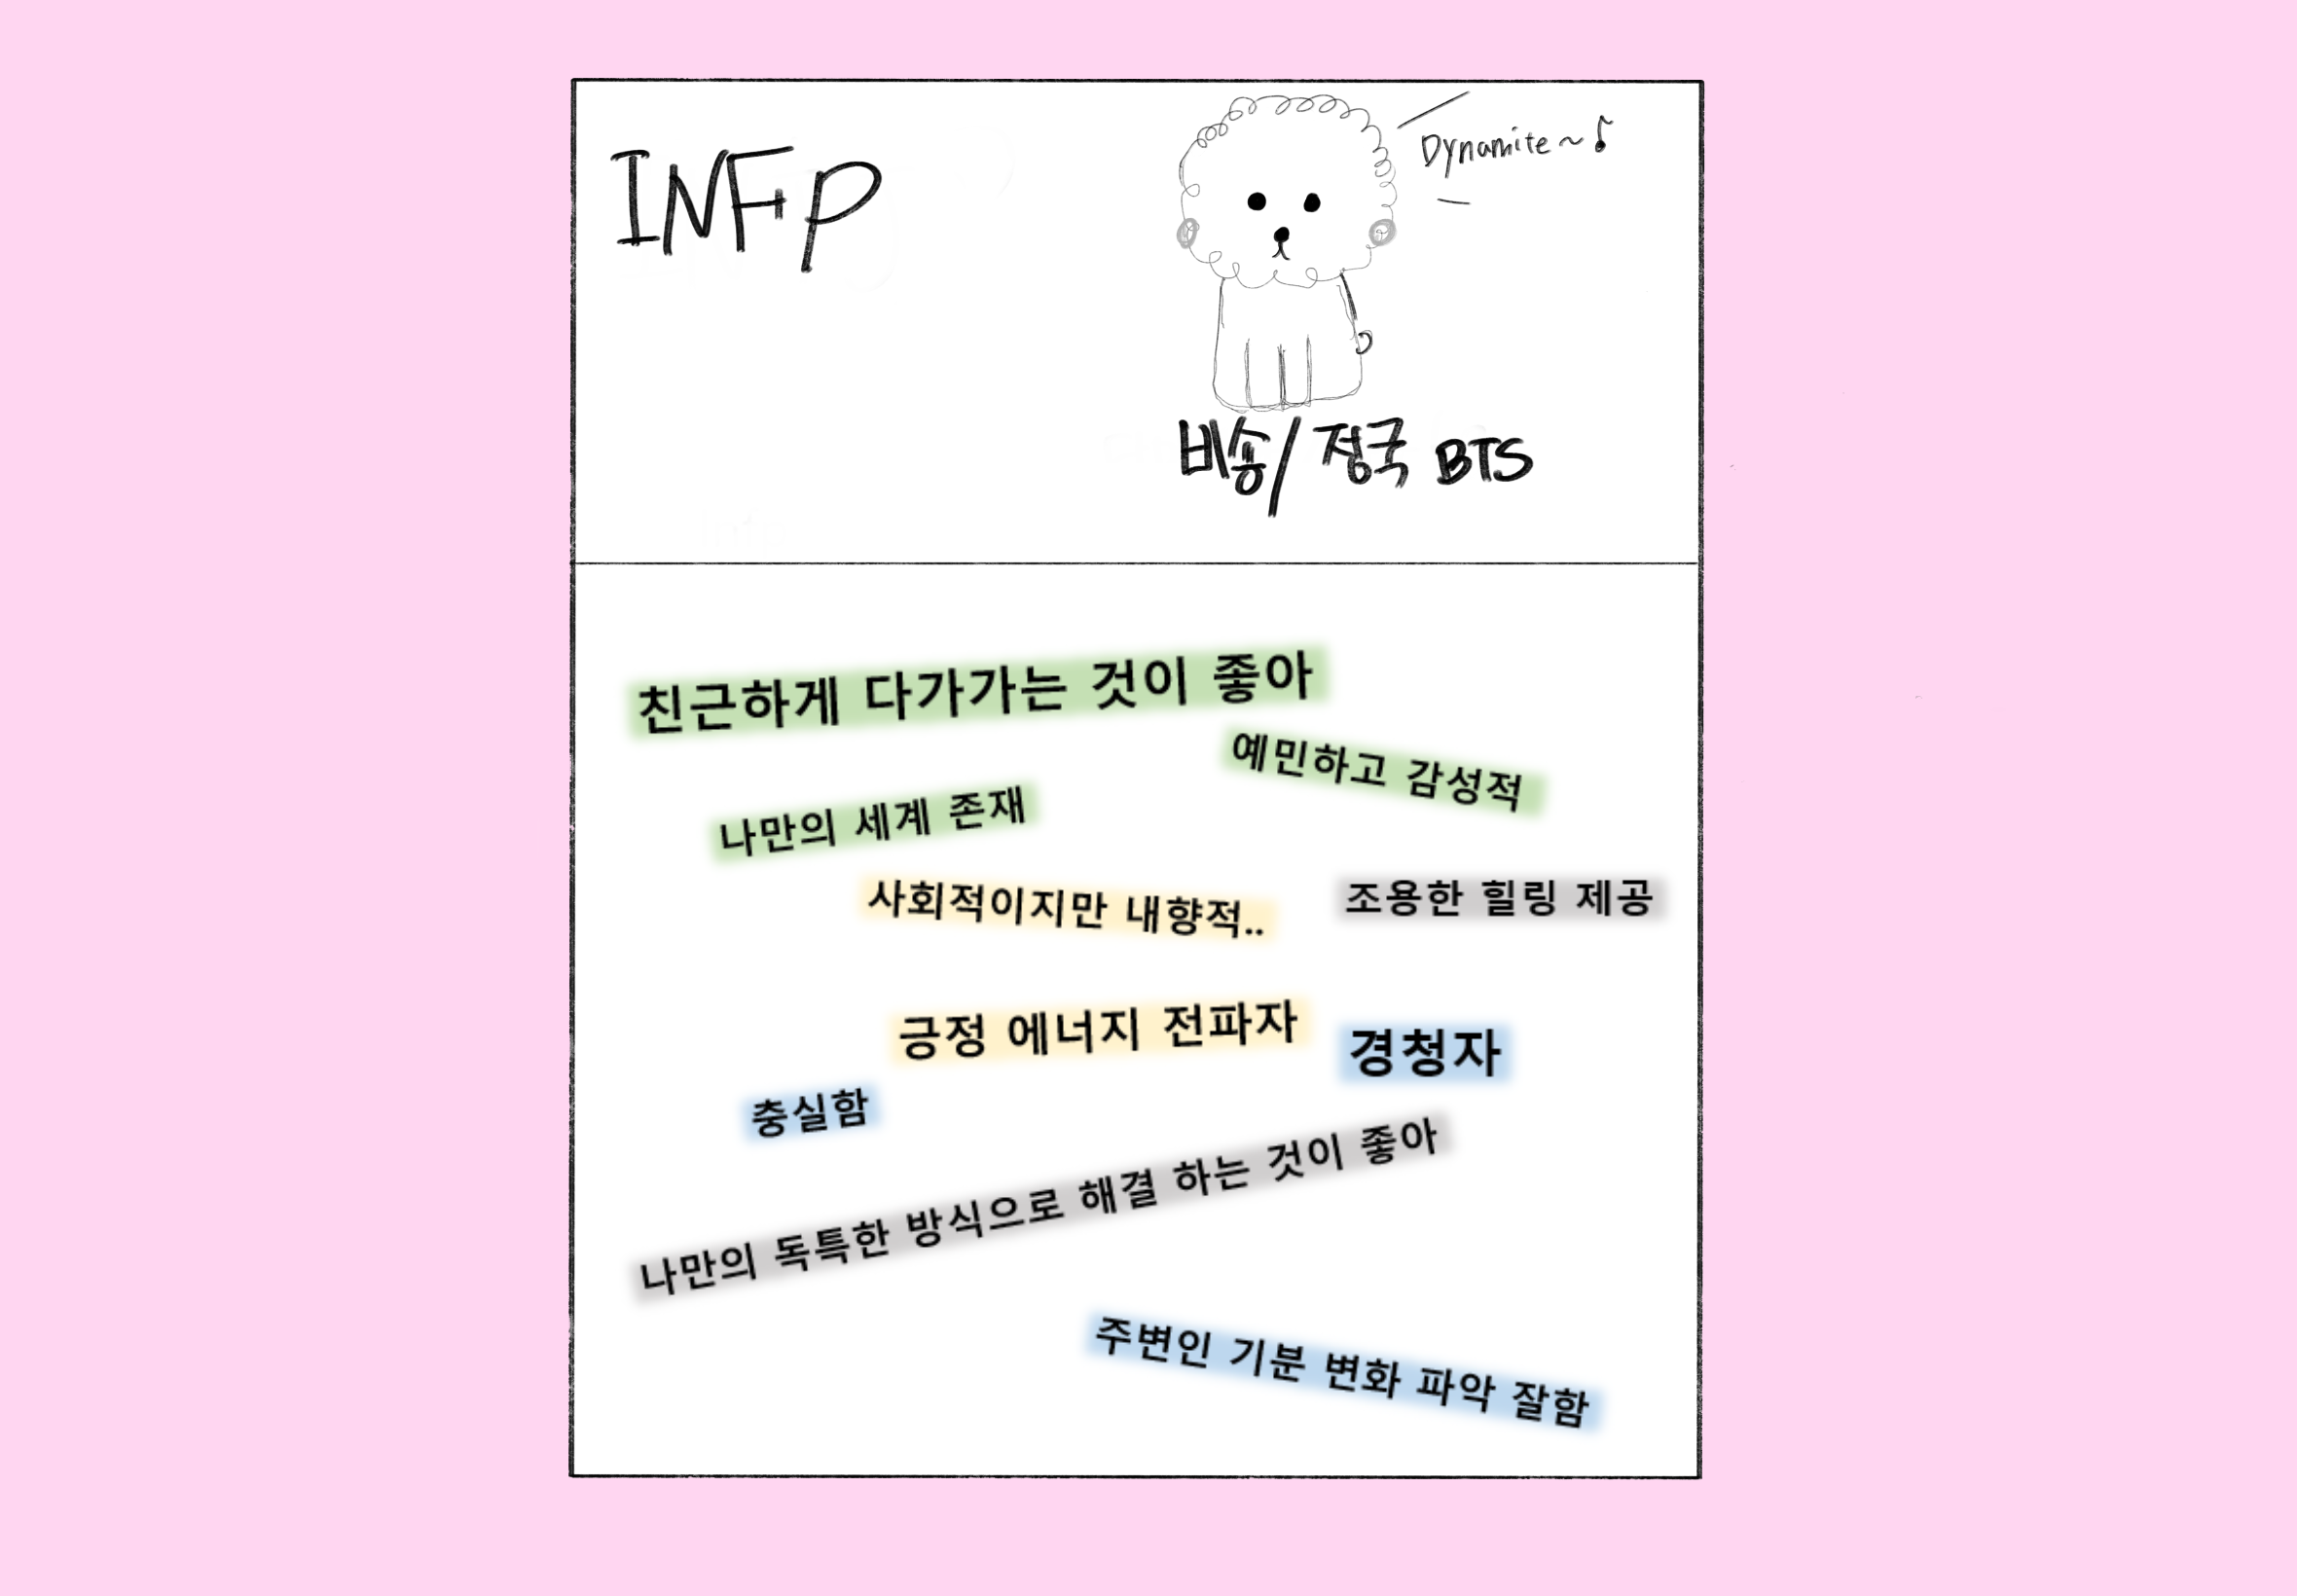 INFP
Dynamite~♪
비숑/정국 BTS
친근하게 다가가는 것이 좋아
예민하고 감성적
나만의 세계 존재
사회적이지만 내향적..
조용한 힐링 제공
긍정 에너지 전파자
경청자
충실함
나만의 독특한 방식으로 해결 하는 것이 좋아
주변인 기분 변화 파악 잘함